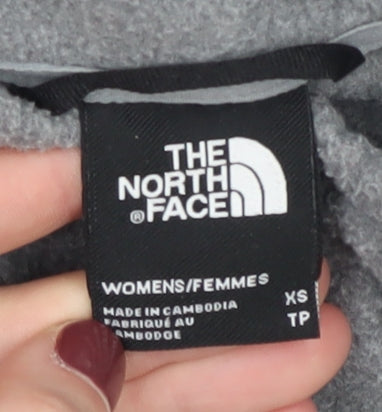 THE
NORTH
®FACE
WOMENS/FEMMES
XS
MADE IN CAMBODIA
TP
FABRIQUÉ AU
CAMBODGE